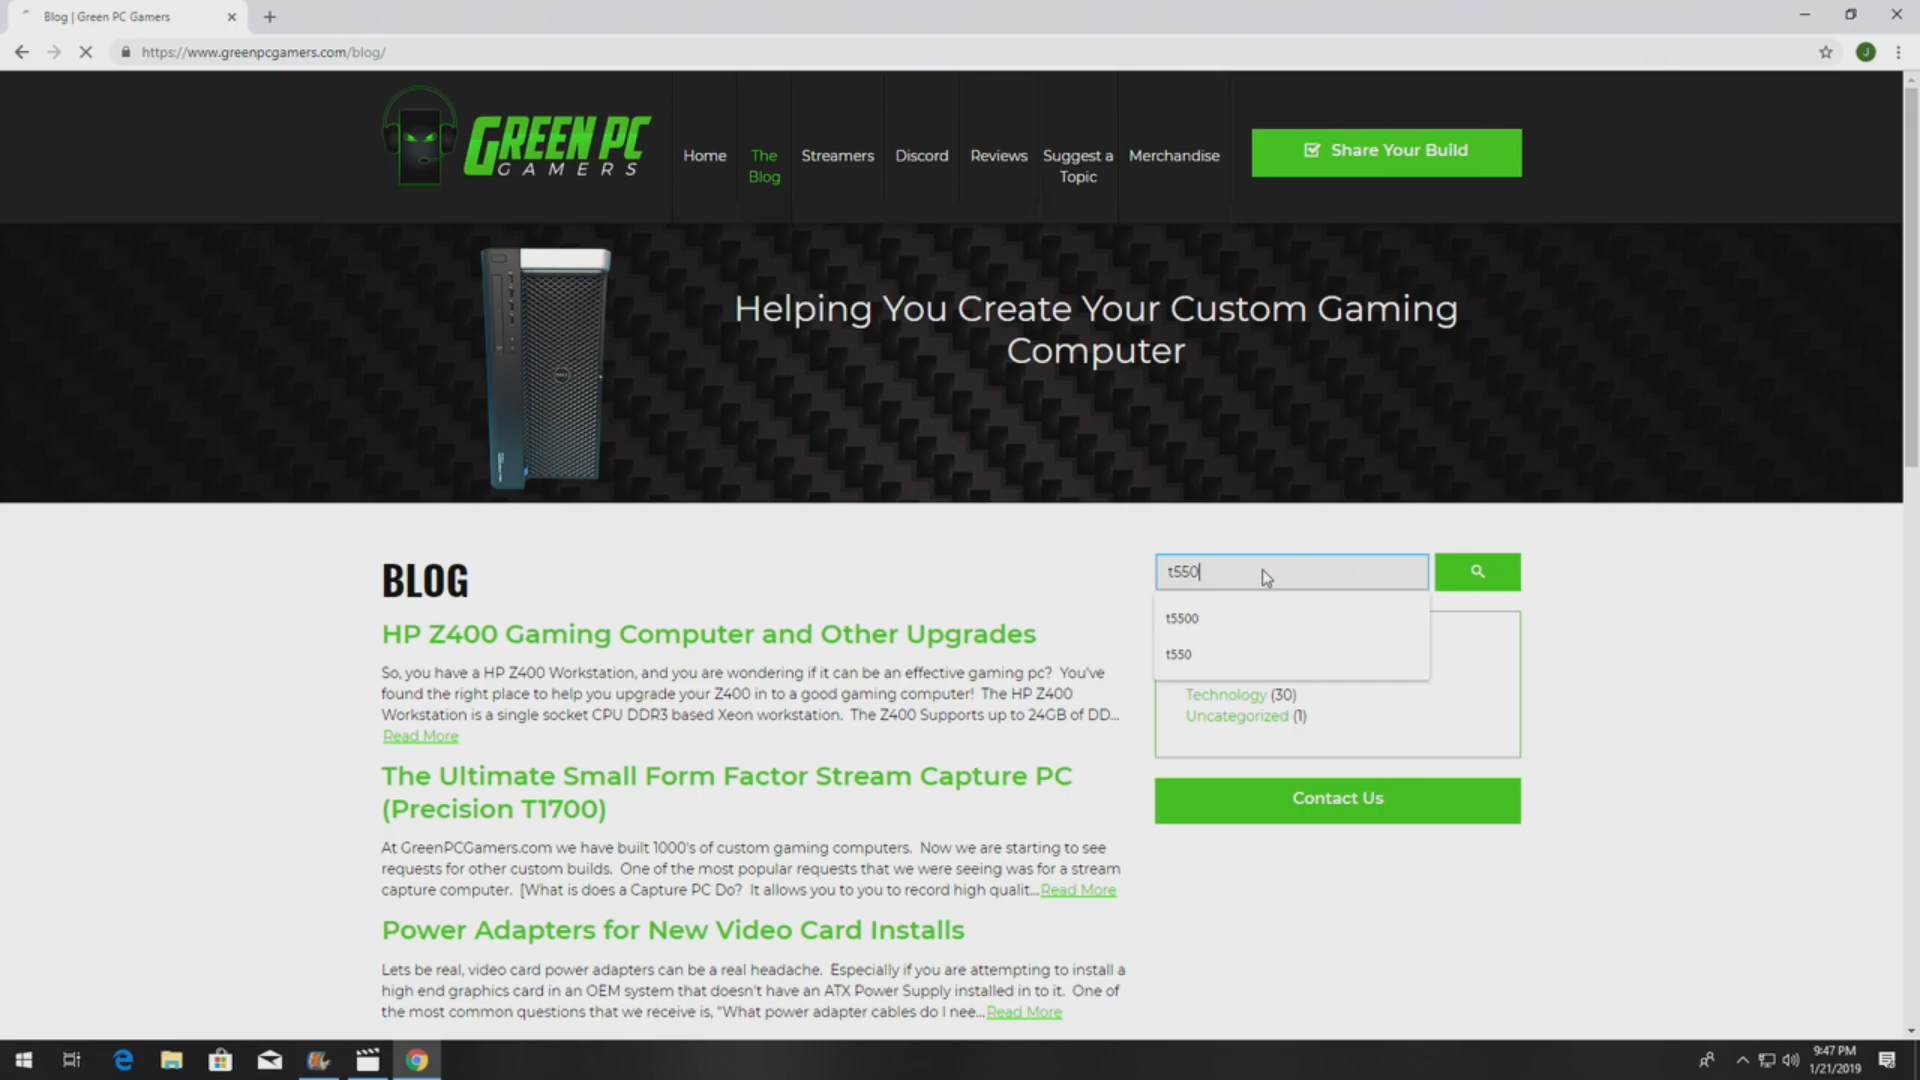 Blog | Green PC Gamers
https://www.greenpcgamers.com/blog/
J
GREEN PC
GAMERS
Home
The
Blog
Streamers
Discord
Reviews
Suggest a
Topic
Merchandise
Share Your Build
Helping You Create Your Custom Gaming
Computer
BLOG
HP Z400 Gaming Computer and Other Upgrades
So, you have a HP Z400 Workstation, and you are wondering if it can be an effective gaming pc? You've
found the right place to help you upgrade your Z400 in to a good gaming computer! The HP Z400
Workstation is a single socket CPU DDR3 based Xeon workstation. The Z400 Supports up to 24GB of DD...
Read More
The Ultimate Small Form Factor Stream Capture PC
(Precision T1700)
At GreenPCGamers.com we have built 1000's of custom gaming computers. Now we are starting to see
requests for other custom builds. One of the most popular requests that we were seeing was for a stream
capture computer. [What is does a Capture PC Do? It allows you to you to record high qualit...Read More
Power Adapters for New Video Card Installs
Lets be real, video card power adapters can be a real headache. Especially if you are attempting to install a
high end graphics card in an OEM system that doesn't have an ATX Power Supply installed in to it. One of
the most common questions that we receive is, "What power adapter cables do I nee...Read More
t550
t5500
t550
Technology (30)
Uncategorized (1)
Contact Us
9:47 PM
1/21/2019